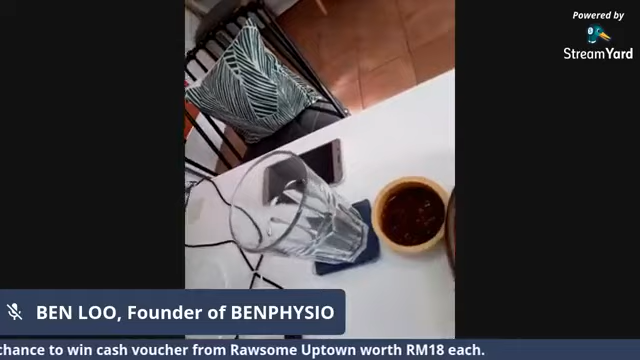 Powered by
StreamYard
BEN LOO, Founder of BENPHYSIO
chance to win cash voucher from Rawsome Uptown worth RM18 each.